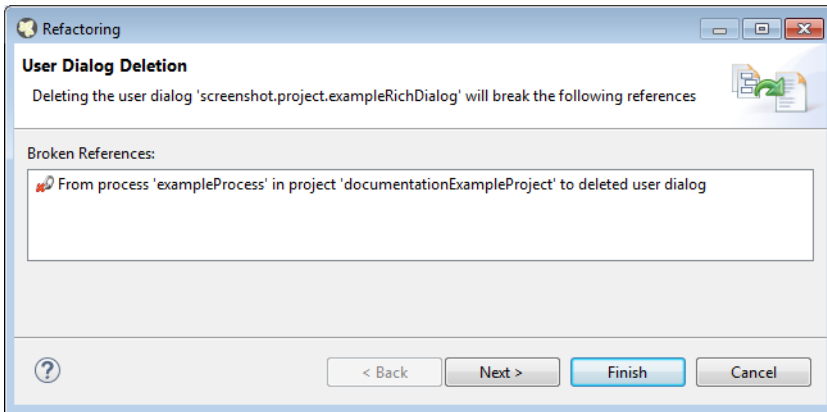 Refactoring
User Dialog Deletion
Deleting the user dialog 'screenshot.project.exampleRichDialog' will break the following references
Broken References:
From process 'exampleProcess' in project 'documentationExampleProject' to deleted user dialog
?
< Back
Next >
Finish
Cancel